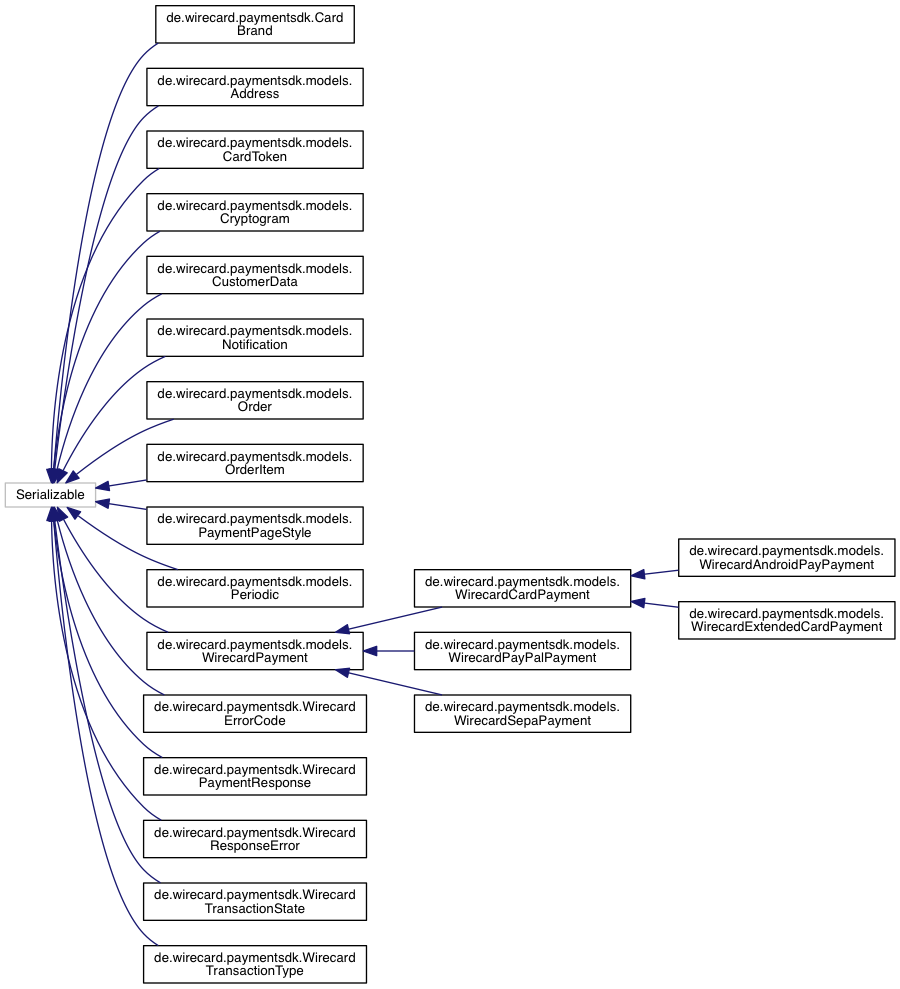 de.wirecard.paymentsdk.Card
Brand
de.wirecard.paymentsdk.models.
Address
de.wirecard.paymentsdk.models.
CardToken
de.wirecard.paymentsdk.models.
Cryptogram
de.wirecard.paymentsdk.models.
CustomerData
de.wirecard.paymentsdk.models.
Notification
de.wirecard.paymentsdk.models.
Order
de.wirecard.paymentsdk.models.
OrderItem
Serializable
de.wirecard.paymentsdk.models.
PaymentPageStyle
de.wirecard.paymentsdk.models.
Periodic
de.wirecard.paymentsdk.models.
WirecardPayment
de.wirecard.paymentsdk.Wirecard
ErrorCode
de.wirecard.paymentsdk.Wirecard
PaymentResponse
de.wirecard.paymentsdk.Wirecard
ResponseError
de.wirecard.paymentsdk.Wirecard
TransactionState
de.wirecard.paymentsdk.Wirecard
TransactionType
de.wirecard.paymentsdk.models.
WirecardCardPayment
de.wirecard.paymentsdk.models.
WirecardPayPalPayment
de.wirecard.paymentsdk.models.
WirecardSepaPayment
de.wirecard.paymentsdk.models.
WirecardAndroidPayPayment
de.wirecard.paymentsdk.models.
WirecardExtendedCardPayment